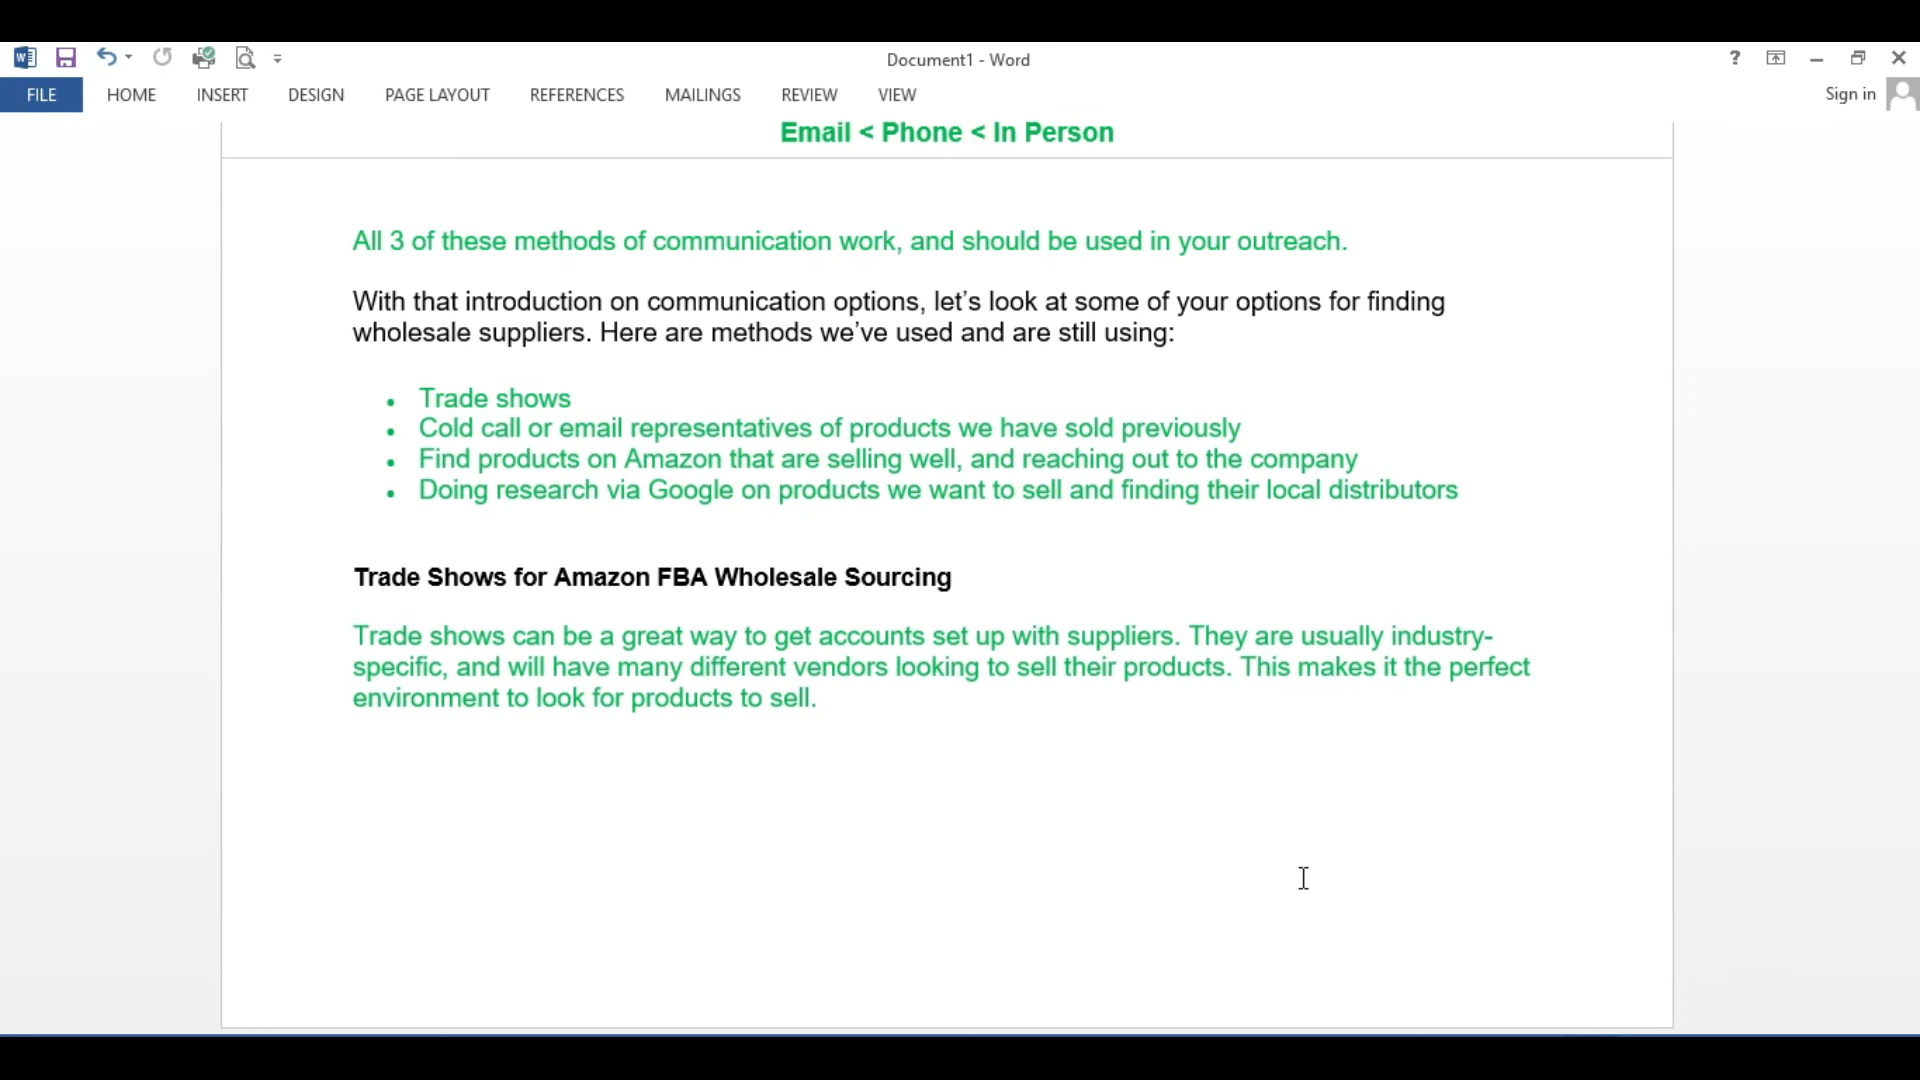 Document1 - Word
?
FILE HOME INSERT DESIGN PAGE LAYOUT REFERENCES MAILINGS REVIEW VIEW
Sign in
Email < Phone < In Person
All 3 of these methods of communication work, and should be used in your outreach.
With that introduction on communication options, let’s look at some of your options for finding
wholesale suppliers. Here are methods we’ve used and are still using:
• Trade shows
• Cold call or email representatives of products we have sold previously
• Find products on Amazon that are selling well, and reaching out to the company
• Doing research via Google on products we want to sell and finding their local distributors
Trade Shows for Amazon FBA Wholesale Sourcing
Trade shows can be a great way to get accounts set up with suppliers. They are usually industry-
specific, and will have many different vendors looking to sell their products. This makes it the perfect
environment to look for products to sell.